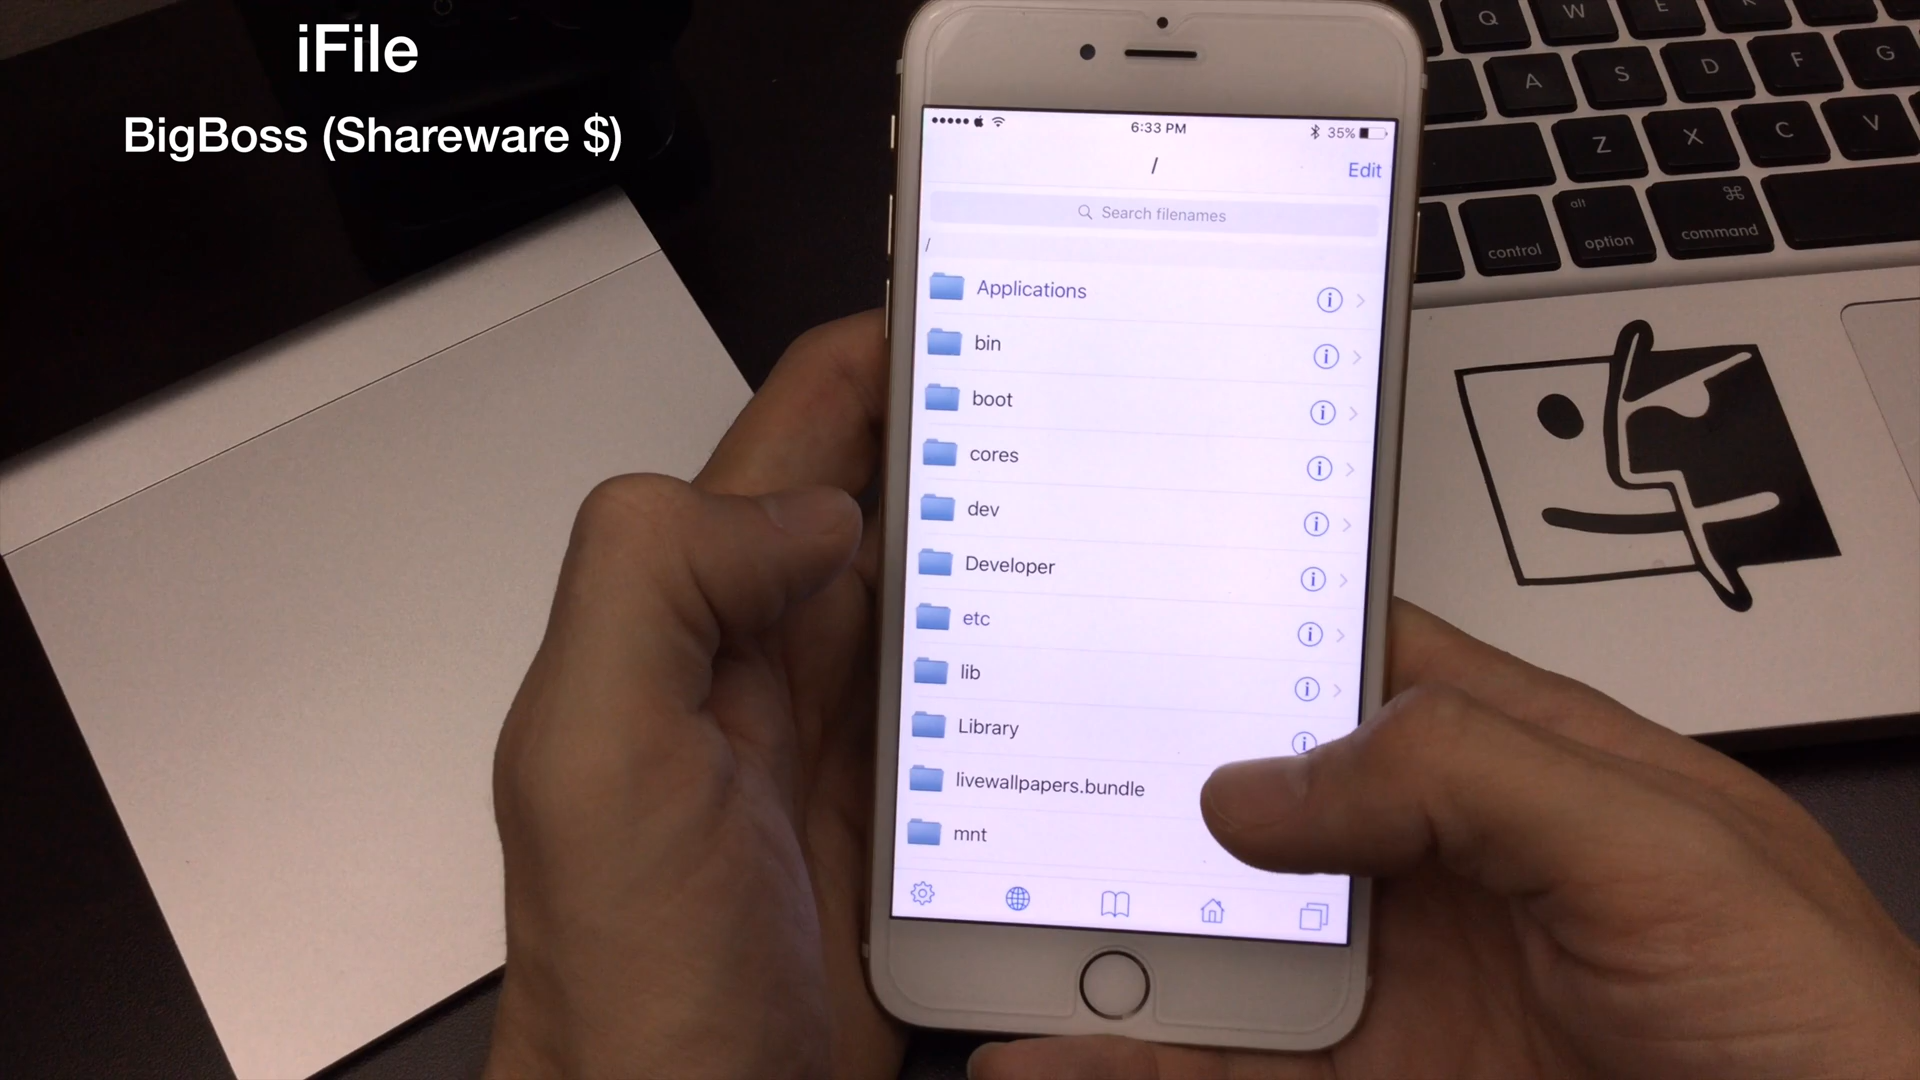 iFile
BigBoss (Shareware $)
6:33 PM
35%
/
Edit
Search filenames
/
Applications
bin
boot
cores
dev
Developer
etc
lib
Library
livewallpapers.bundle
mnt
Q
W
E
A
S
D
F
G
Z
X
C
V
control
alt
option
⌘
command